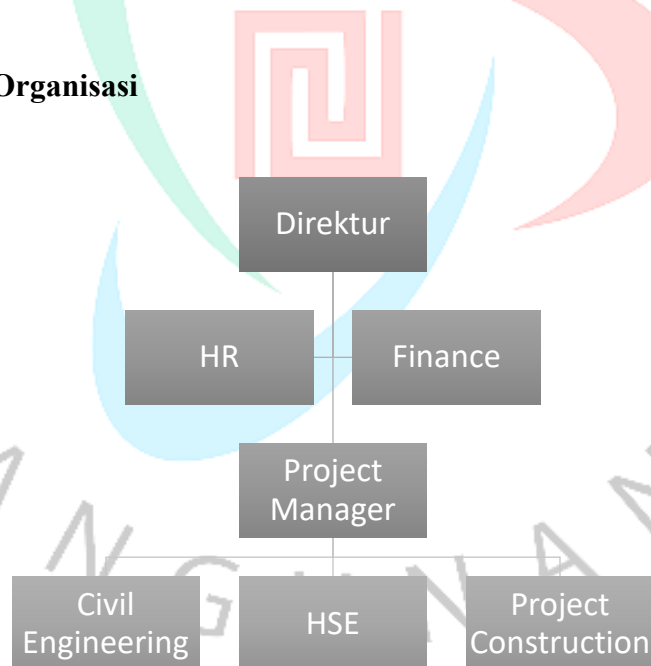 Organisasi
Direktur
HR
Finance
Project
Manager
Civil
Engineering
HSE
Project
Construction